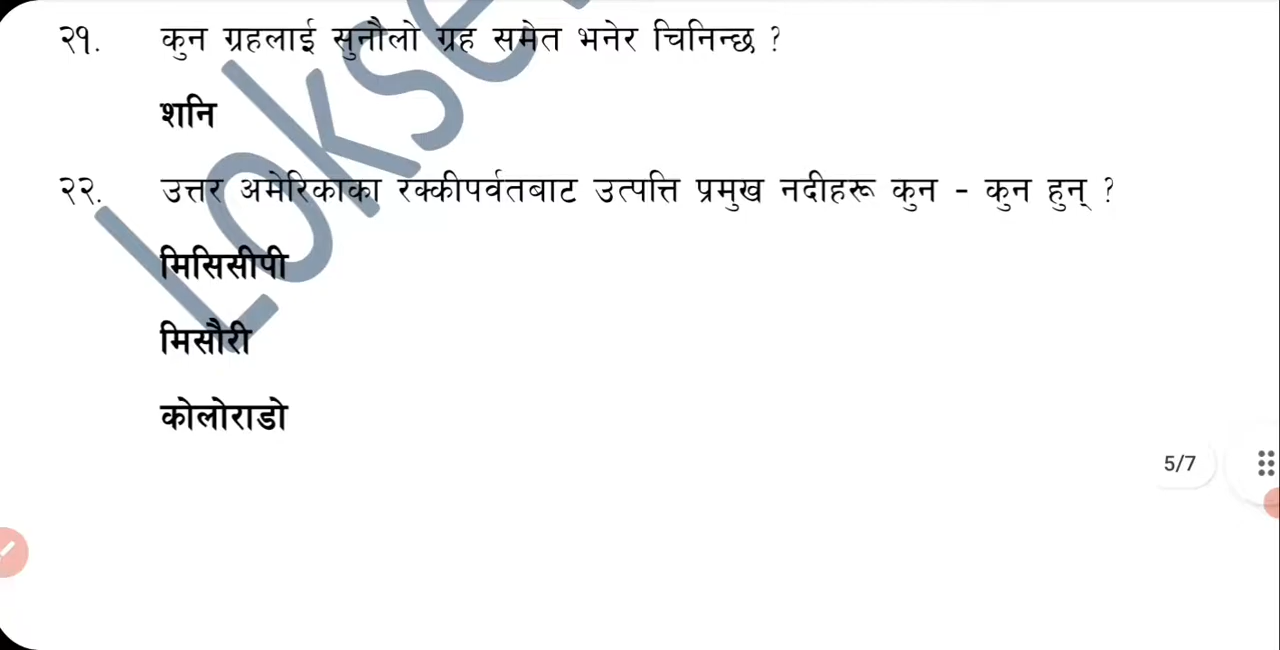 २१. कुन ग्रहलाई सुनौलो ग्रह समेत भनेर चिनिन्छ ?
शनि
२२. उत्तर अमेरिकाका रक्कीपर्वतबाट उत्पत्ति प्रमुख नदीहरू कुन - कुन हुन् ?
मिसिसीपी
मिसौरी
कोलोराडो
5/7
Lokse